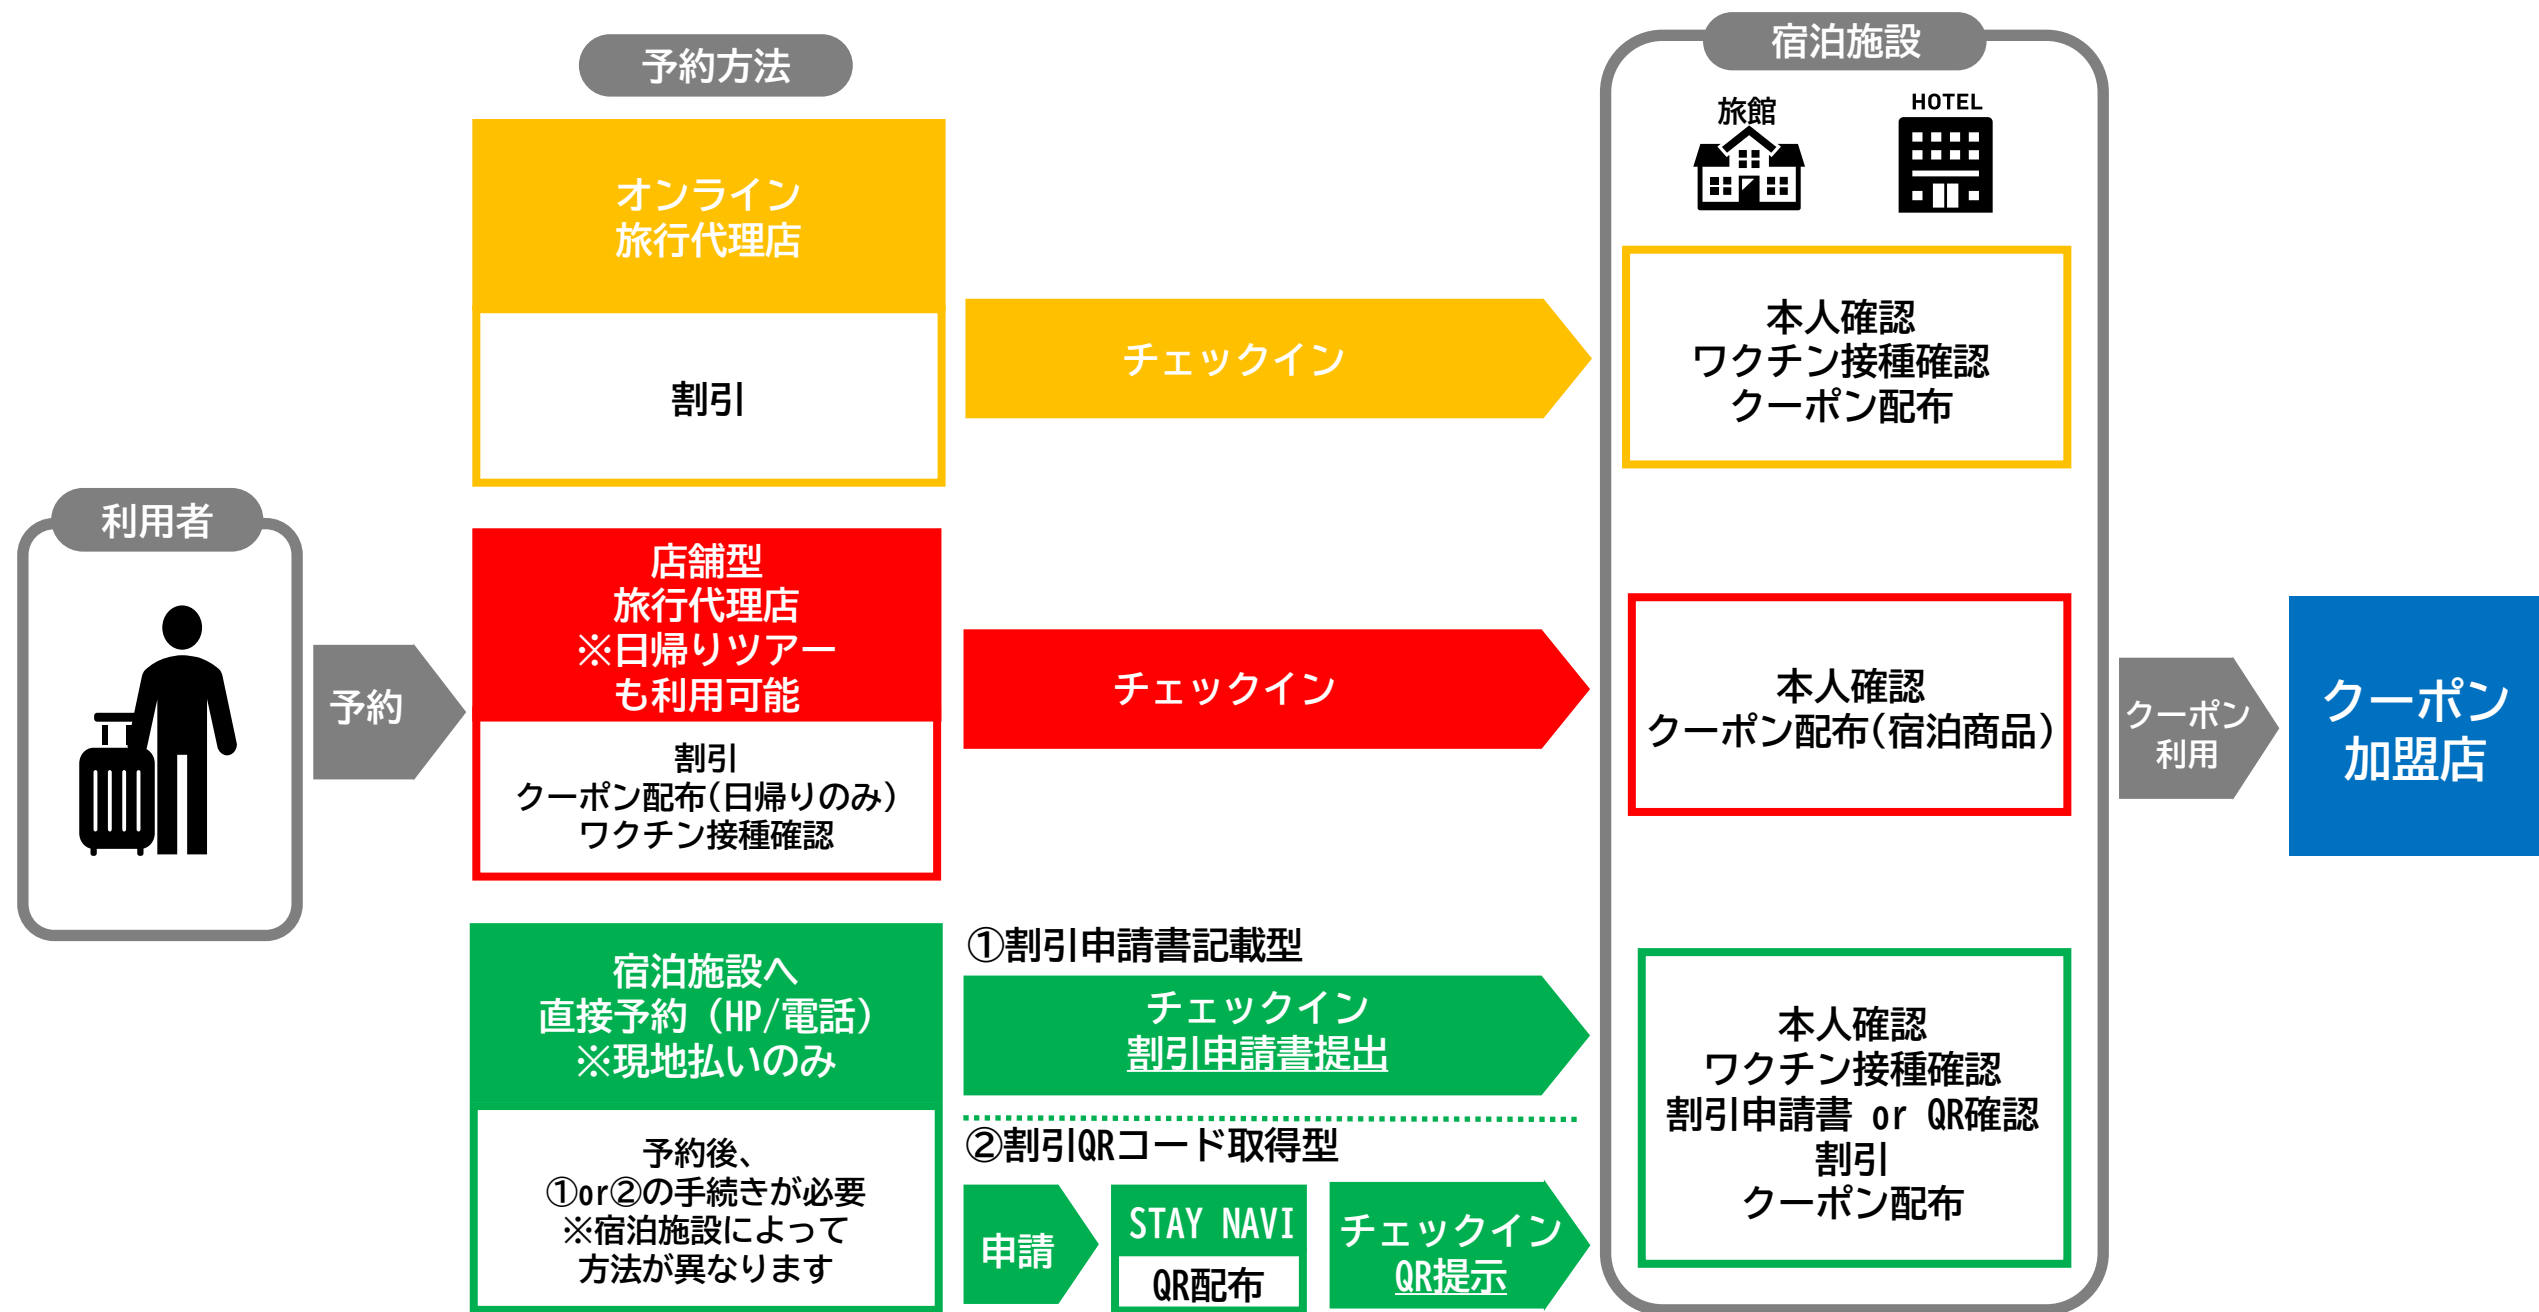 予約方法
宿泊施設
旅館
HOTEL
オンライン
旅行代理店
割引
チェックイン
本人確認
ワクチン接種確認
クーポン配布
利用者
予約
店舗型
旅行代理店
※日帰りツアー
も利用可能
割引
クーポン配布(日帰りのみ)
ワクチン接種確認
チェックイン
本人確認
クーポン配布(宿泊商品)
クーポン
利用
クーポン
加盟店
宿泊施設へ
直接予約（HP/電話）
※現地払いのみ
予約後、
①or②の手続きが必要
※宿泊施設によって
方法が異なります
①割引申請書記載型
チェックイン
割引申請書提出
②割引QRコード取得型
申請
STAY NAVI
QR配布
チェックイン
QR提示
本人確認
ワクチン接種確認
割引申請書 or QR確認
割引
クーポン配布